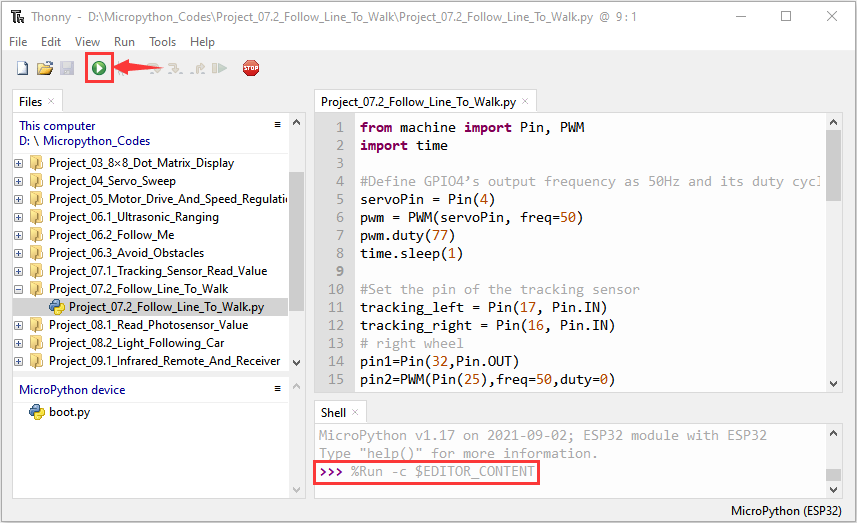 Thonny - D:\Micropython_Codes\Project_07.2_Follow_Line_To_Walk\Project_07.2_Follow_Line_To_Walk.py @ 9 : 1
File Edit View Run Tools Help
STOP
Files ×
This computer
D: \ Micropython_Codes
Project_03_8×8_Dot_Matrix_Display
Project_04_Servo_Sweep
Project_05_Motor_Drive_And_Speed_Regulatio
Project_06.1_Ultrasonic_Ranging
Project_06.2_Follow_Me
Project_06.3_Avoid_Obstacles
Project_07.1_Tracking_Sensor_Read_Value
Project_07.2_Follow_Line_To_Walk
Project_07.2_Follow_Line_To_Walk.py
Project_08.1_Read_Photosensor_Value
Project_08.2_Light_Following_Car
Project_09.1_Infrared_Remote_And_Receiver
MicroPython device
boot.py
Project_07.2_Follow_Line_To_Walk.py ×
1 from machine import Pin, PWM
2 import time
3
4 #Define GPIO4’s output frequency as 50Hz and its duty cycl
5 servoPin = Pin(4)
6 pwm = PWM(servoPin, freq=50)
7 pwm.duty(77)
8 time.sleep(1)
9
10 #Set the pin of the tracking sensor
11 tracking_left = Pin(17, Pin.IN)
12 tracking_right = Pin(16, Pin.IN)
13 # right wheel
14 pin1=Pin(32,Pin.OUT)
15 pin2=PWM(Pin(25),freq=50,duty=0)
Shell ×
MicroPython v1.17 on 2021-09-02; ESP32 module with ESP32
Type "help()" for more information.
>>> %Run -c $EDITOR_CONTENT
MicroPython (ESP32)